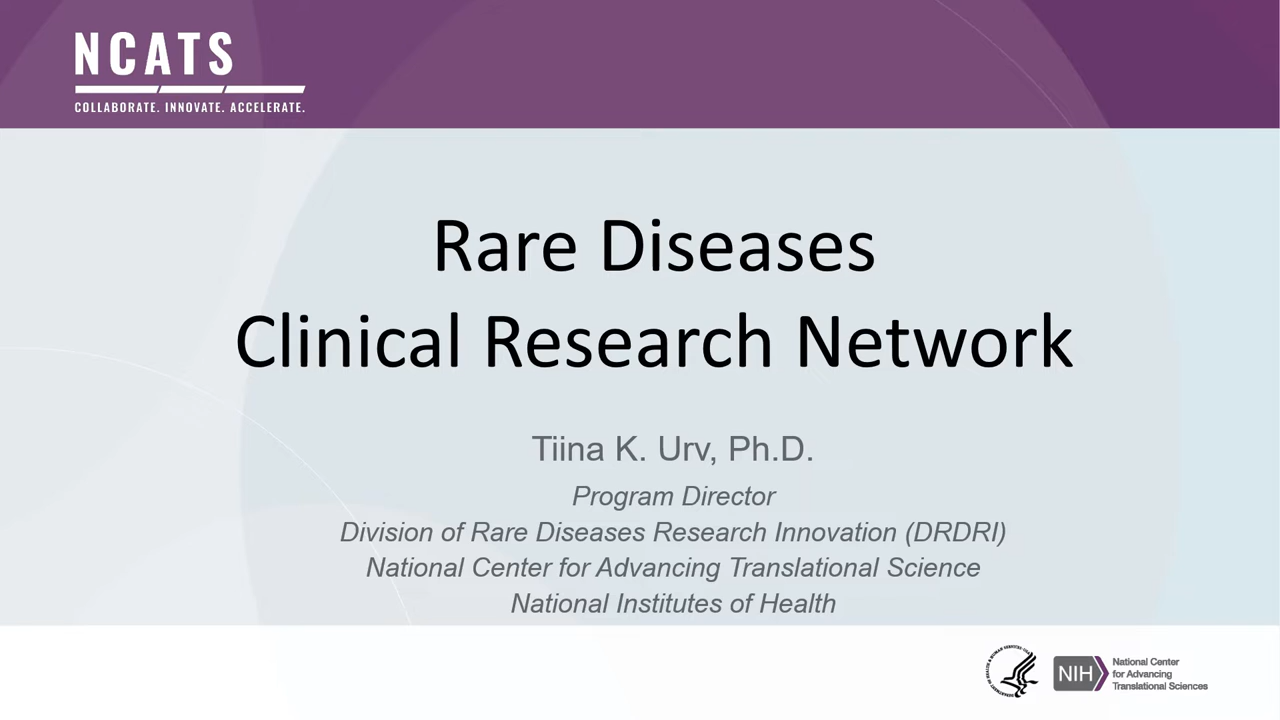 NCATS
COLLABORATE. INNOVATE. ACCELERATE.
Rare Diseases
Clinical Research Network
Tiina K. Urv, Ph.D.
Program Director
Division of Rare Diseases Research Innovation (DRDRI)
National Center for Advancing Translational Science
National Institutes of Health
NIH
National Center
for Advancing
Translational Sciences